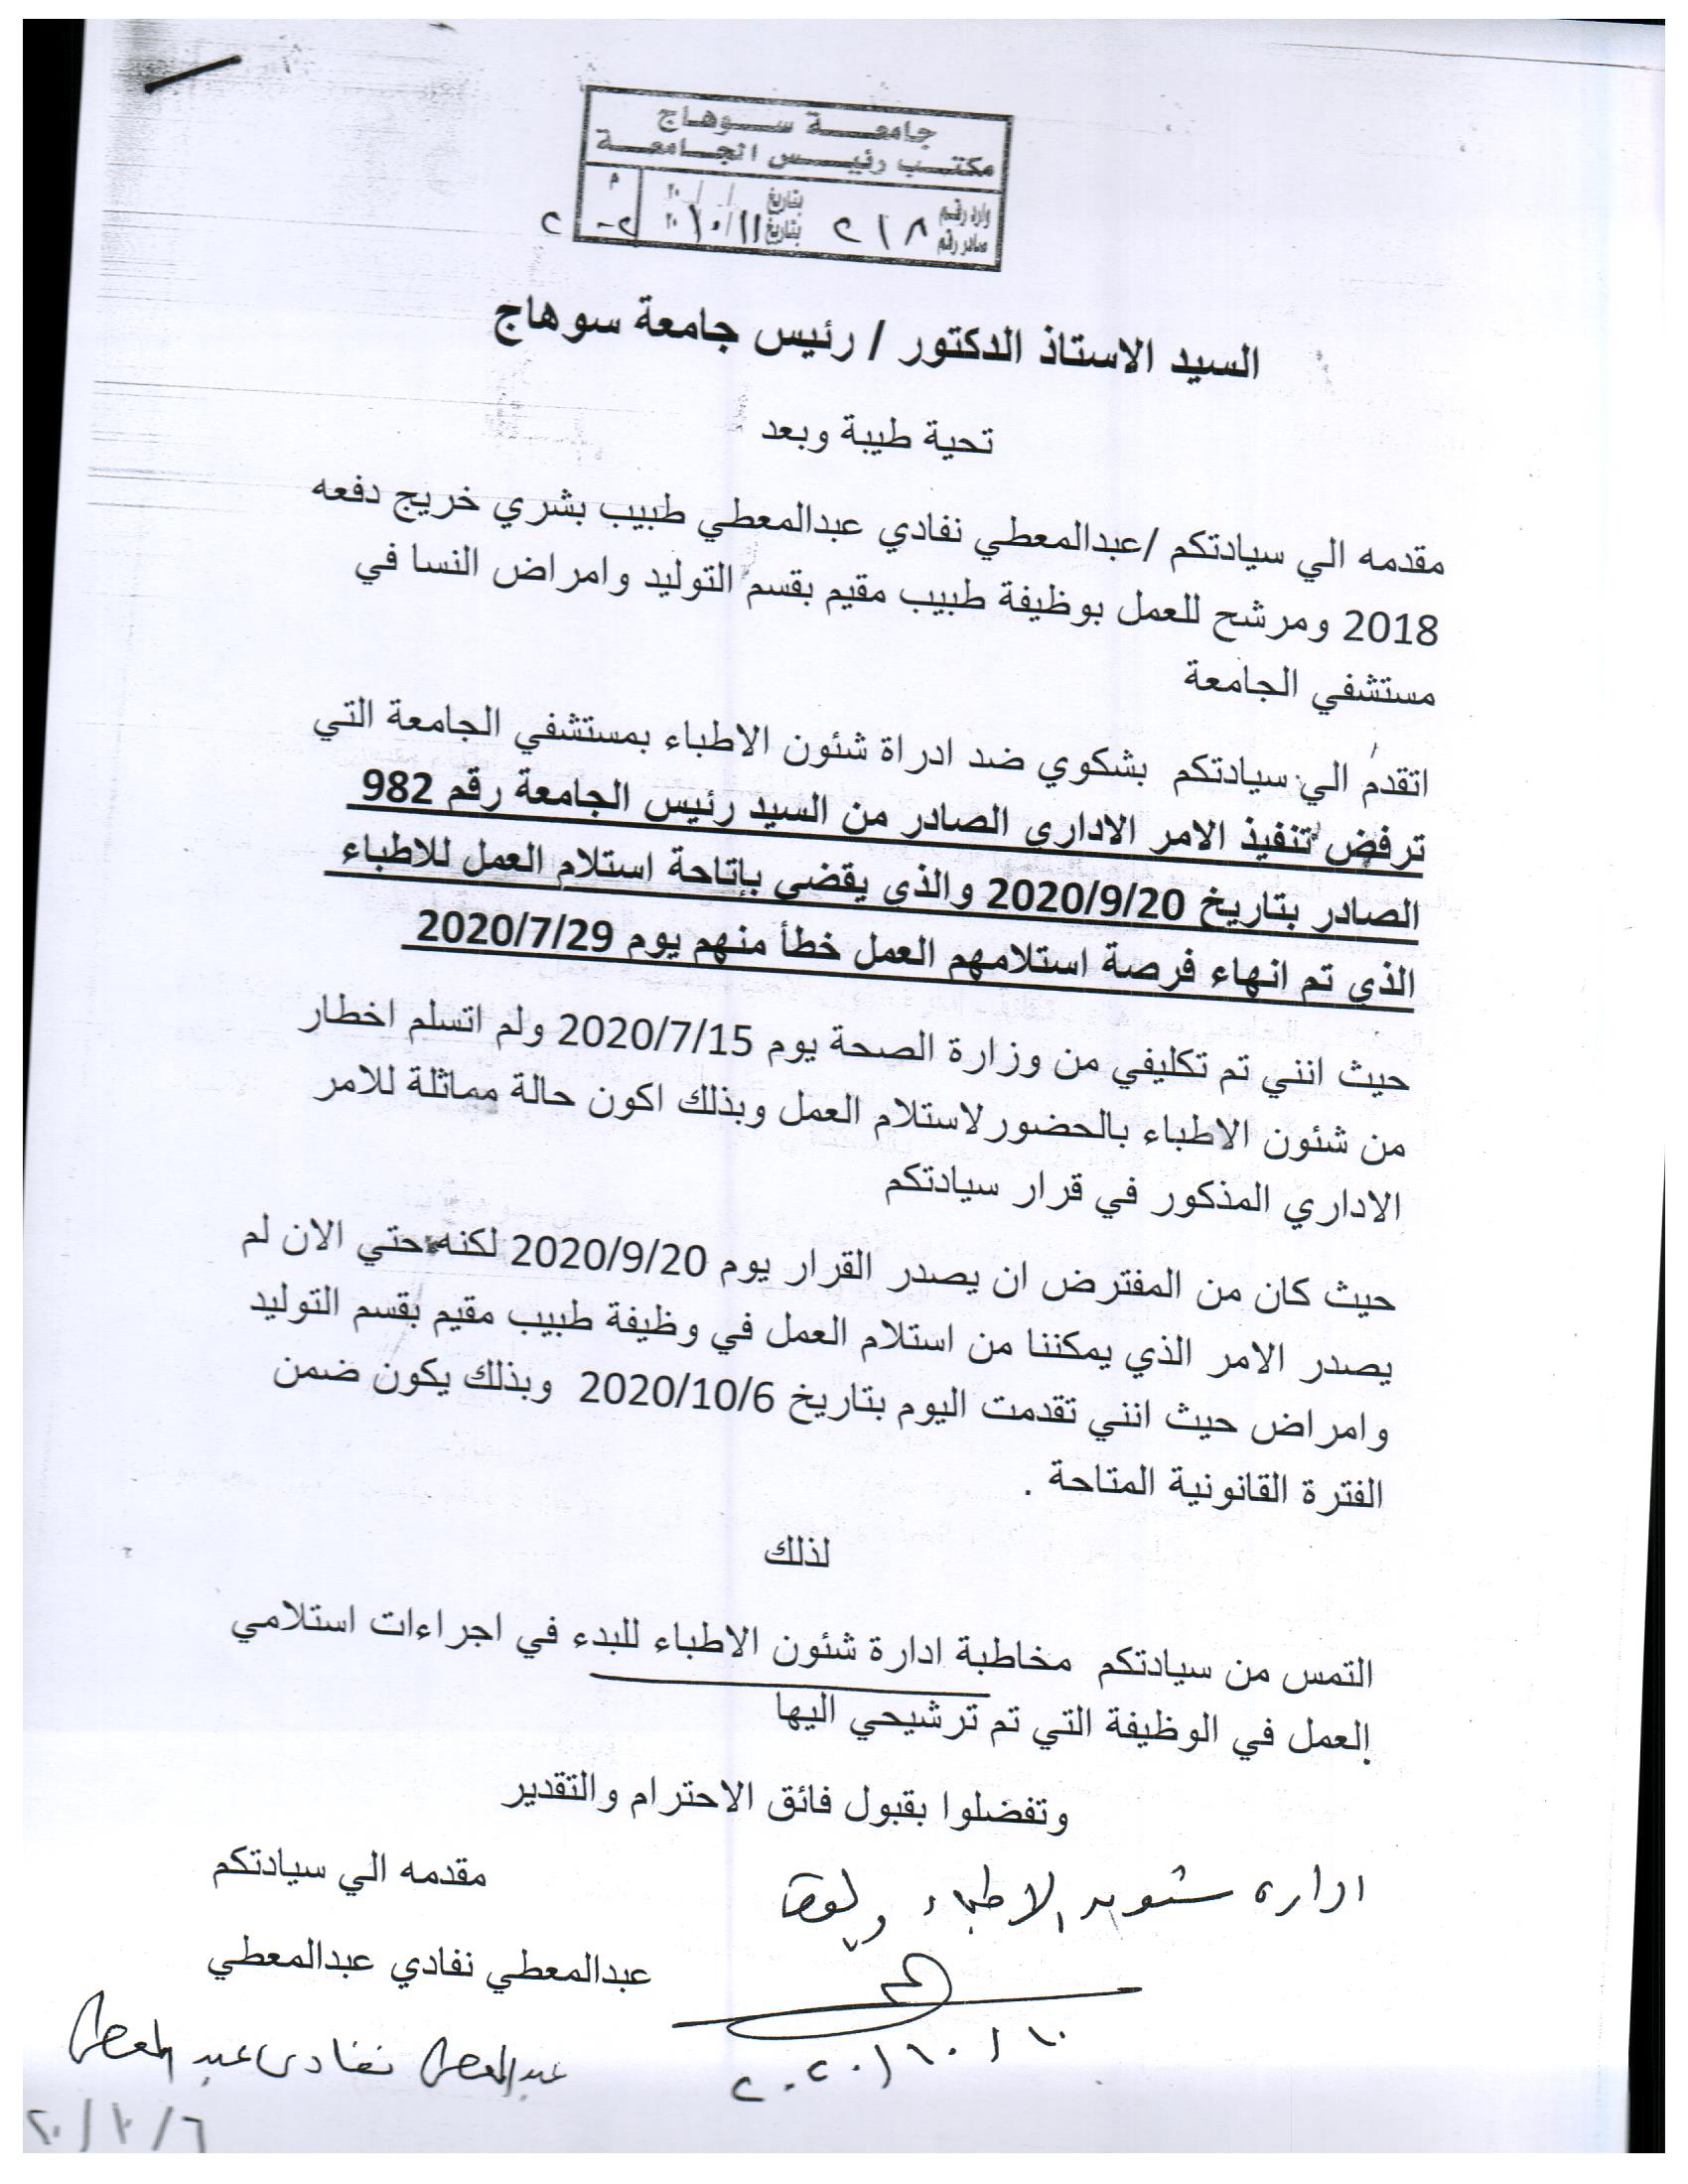 جامعة سوهاج
مكتب رئيس الجامعة
وارد رقم بتاريخ / / ٢٠ م
صادر رقم ٢١٨ بتاريخ ١١/١٠/٢٠٢٠
السيد الاستاذ الدكتور / رئيس جامعة سوهاج
تحية طيبة وبعد
مقدمه الي سيادتكم /عبدالمعطي نفادي عبدالمعطي طبيب بشري خريج دفعه
2018 ومرشح للعمل بوظيفة طبيب مقيم بقسم التوليد وامراض النسا في
مستشفي الجامعة
اتقدم الي سيادتكم بشكوي ضد ادراة شئون الاطباء بمستشفي الجامعة التي
ترفض تنفيذ الامر الاداري الصادر من السيد رئيس الجامعة رقم 982
الصادر بتاريخ 2020/9/20 والذي يقضى بإتاحة استلام العمل للاطباء
الذي تم انهاء فرصة استلامهم العمل خطأ منهم يوم 2020/7/29
حيث انني تم تكليفي من وزارة الصحة يوم 2020/7/15 ولم اتسلم اخطار
من شئون الاطباء بالحضور لاستلام العمل وبذلك اكون حالة مماثلة للامر
الاداري المذكور في قرار سيادتكم
حيث كان من المفترض ان يصدر القرار يوم 2020/9/20 لكنه حتي الان لم
يصدر الامر الذي يمكننا من استلام العمل في وظيفة طبيب مقيم بقسم التوليد
وامراض حيث انني تقدمت اليوم بتاريخ 2020/10/6 وبذلك يكون ضمن
الفترة القانونية المتاحة .
لذلك
التمس من سيادتكم مخاطبة ادارة شئون الاطباء للبدء في اجراءات استلامي
العمل في الوظيفة التي تم ترشيحي اليها
وتفضلوا بقبول فائق الاحترام والتقدير
مقدمه الي سيادتكم
ادارة شئون الاطباء
عبدالمعطي نفادي عبدالمعطي
٢٠٢٠/١٠/١٠
عبدالمعطي نفادي عبدالمعطي
٢٠/١٠/٦